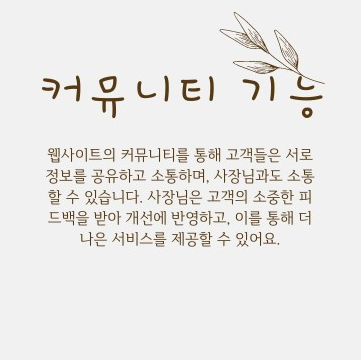 커뮤니티 기능
웹사이트의 커뮤니티를 통해 고객들은 서로
정보를 공유하고 소통하며, 사장님과도 소통
할 수 있습니다. 사장님은 고객의 소중한 피
드백을 받아 개선에 반영하고, 이를 통해 더
나은 서비스를 제공할 수 있어요.